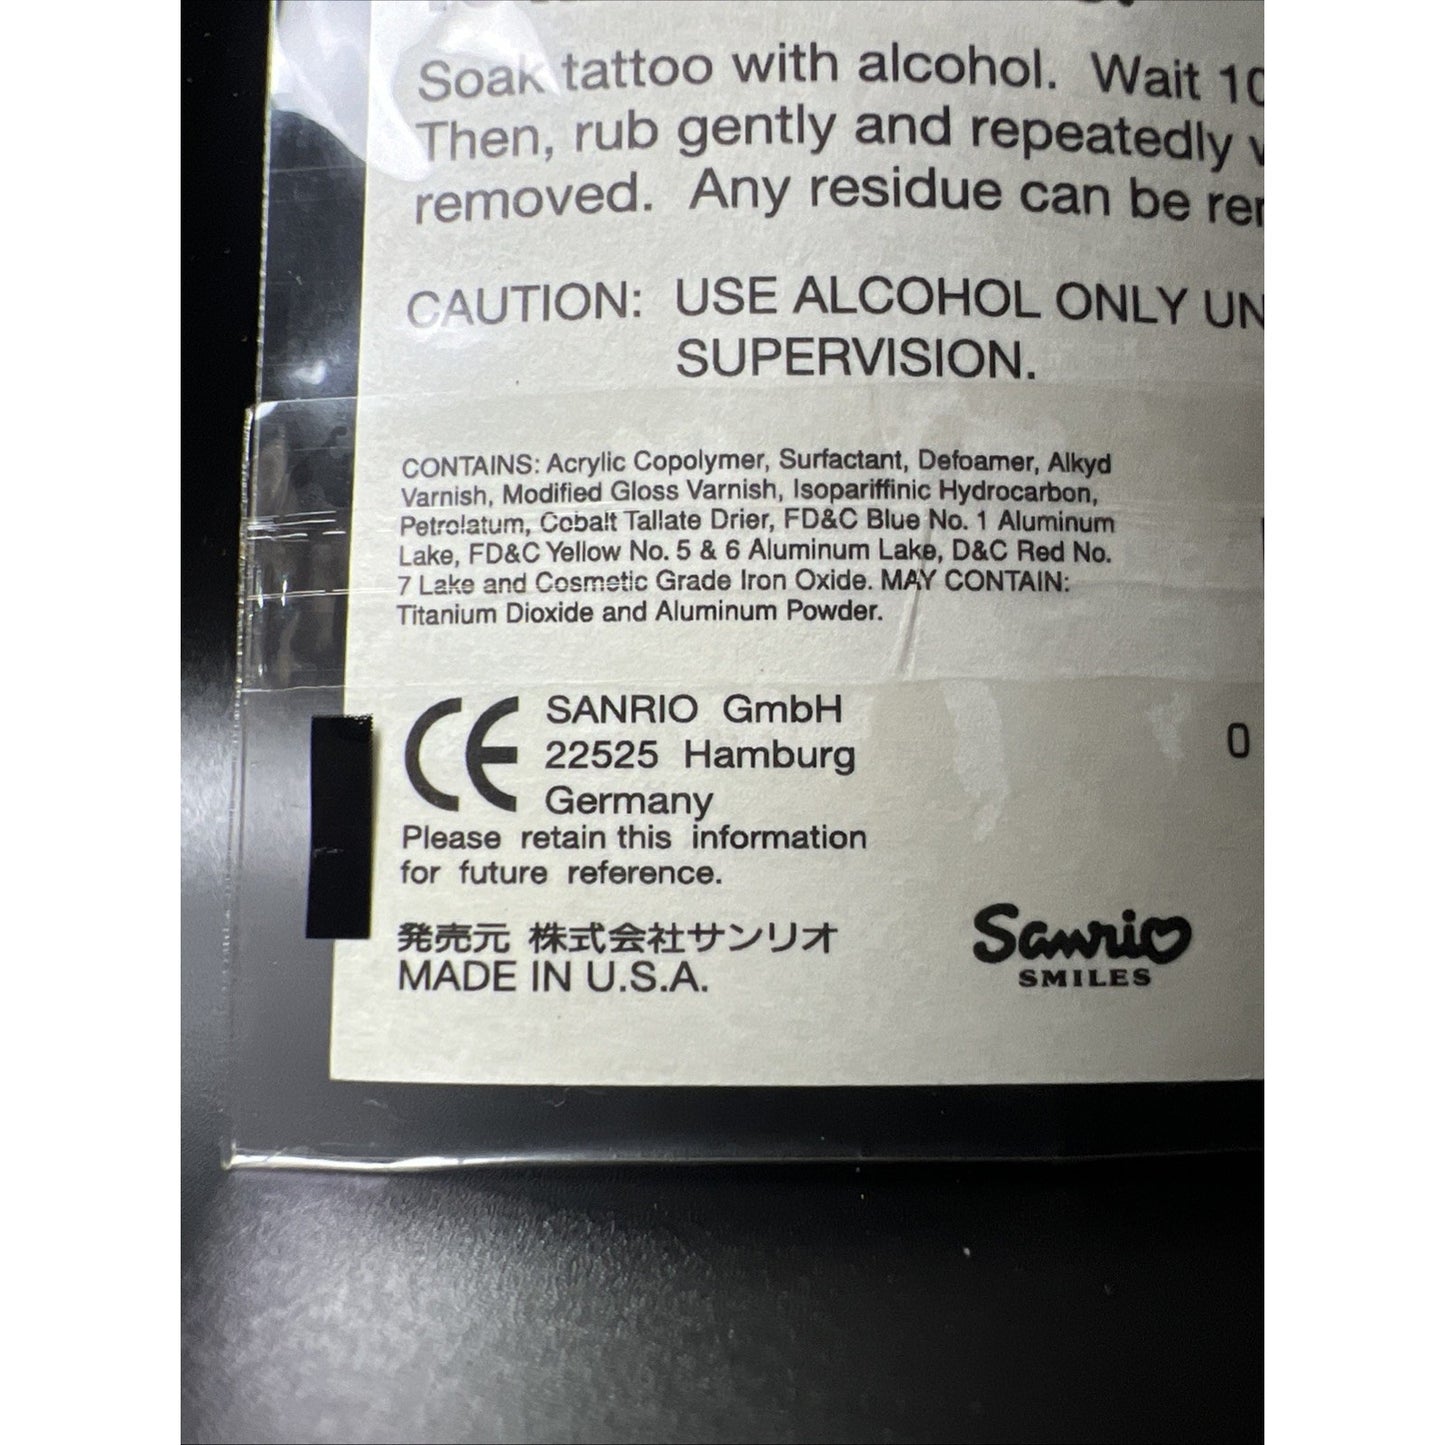 Soak tattoo with alcohol. Wait 10
Then, rub gently and repeatedly
removed. Any residue can be
CAUTION: USE ALCOHOL ONLY
SUPERVISION.
CONTAINS: Acrylic Copolymer, Surfactant, Defoamer, Alkyd
Varnish, Modified Gloss Varnish, Isopariffinic Hydrocarbon,
Petrolatum, Cobalt Tallate Drier, FD&C Blue No. 1 Aluminum
Lake, FD&C Yellow No. 5 & 6 Aluminum Lake, D&C Red No.
7 Lake and Cosmetic Grade Iron Oxide. MAY CONTAIN:
Titanium Dioxide and Aluminum Powder.
CE SANRIO GmbH
22525 Hamburg
Germany
0
Please retain this information
for future reference.
発売元 株式会社サンリオ
MADE IN U.S.A.
Sanrio
SMILES